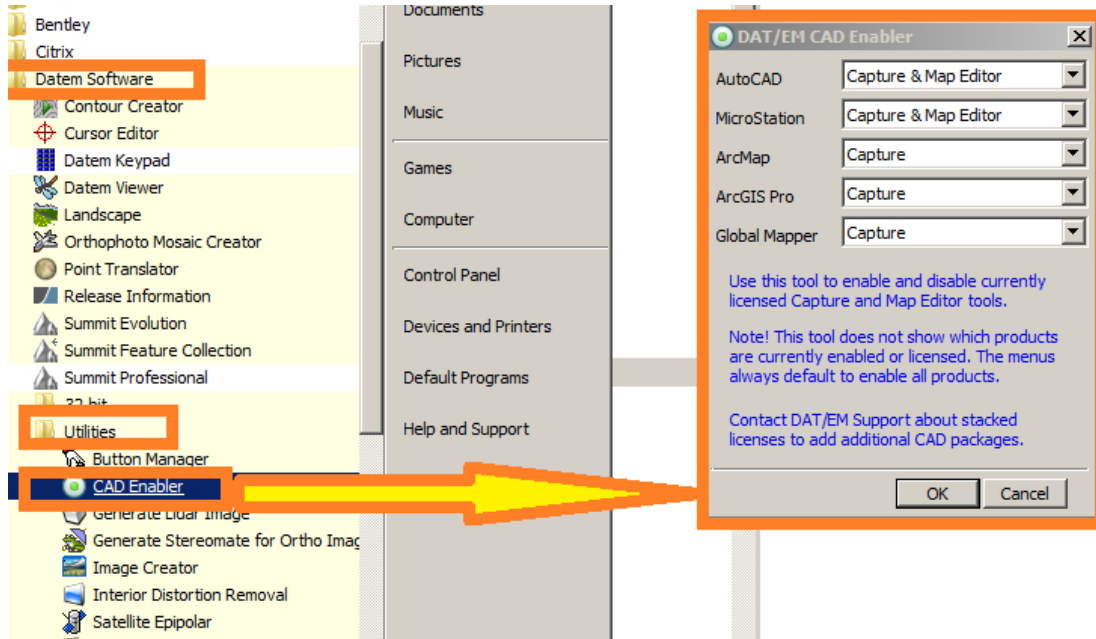 Bentley
Citrix
Datem Software
Contour Creator
Cursor Editor
Datem Keypad
Datem Viewer
Landscape
Orthophoto Mosaic Creator
Point Translator
Release Information
Summit Evolution
Summit Feature Collection
Summit Professional
32 bit
Utilities
Button Manager
CAD Enabler
Generate Lidar Image
Generate Stereomate for Ortho Imag
Image Creator
Interior Distortion Removal
Satellite Epipolar
Documents
Pictures
Music
Games
Computer
Control Panel
Devices and Printers
Default Programs
Help and Support
DAT/EM CAD Enabler
AutoCAD Capture & Map Editor
MicroStation Capture & Map Editor
ArcMap Capture
ArcGIS Pro Capture
Global Mapper Capture
Use this tool to enable and disable currently
licensed Capture and Map Editor tools.
Note! This tool does not show which products
are currently enabled or licensed. The menus
always default to enable all products.
Contact DAT/EM Support about stacked
licenses to add additional CAD packages.
OK Cancel